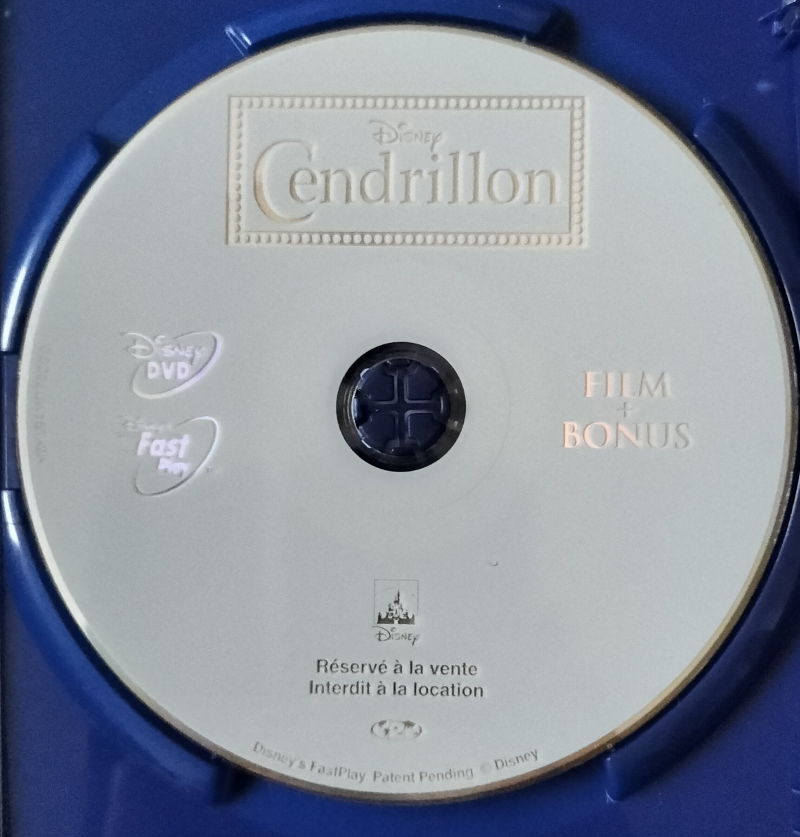 Disney
Cendrillon
Disney
DVD
Disney's
Fast
Play
FILM
+
BONUS
Disney
Réservé à la vente
Interdit à la location
Disney's FastPlay. Patent Pending © Disney